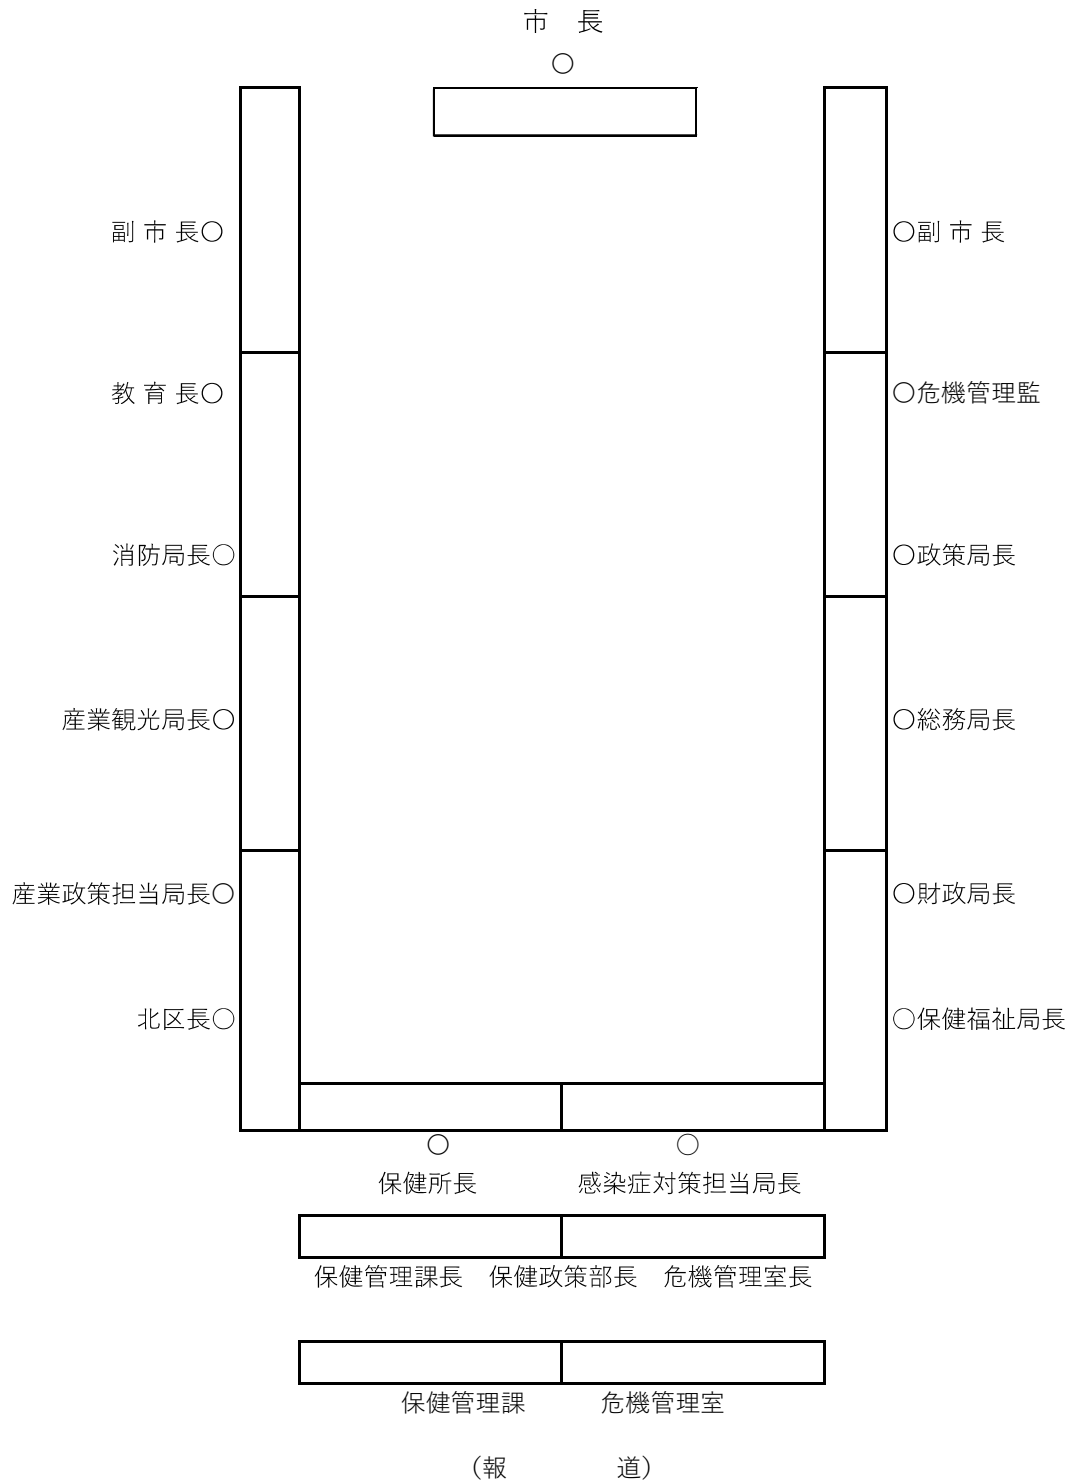 市　長
○
副 市 長○　○副 市 長
教 育 長○　○危機管理監
消防局長○　○政策局長
産業観光局長○　○総務局長
産業政策担当局長○　○財政局長
北区長○　○保健福祉局長
○　○
保健所長　感染症対策担当局長
保健管理課長　保健政策部長　危機管理室長
保健管理課　危機管理室
（報　　　道）